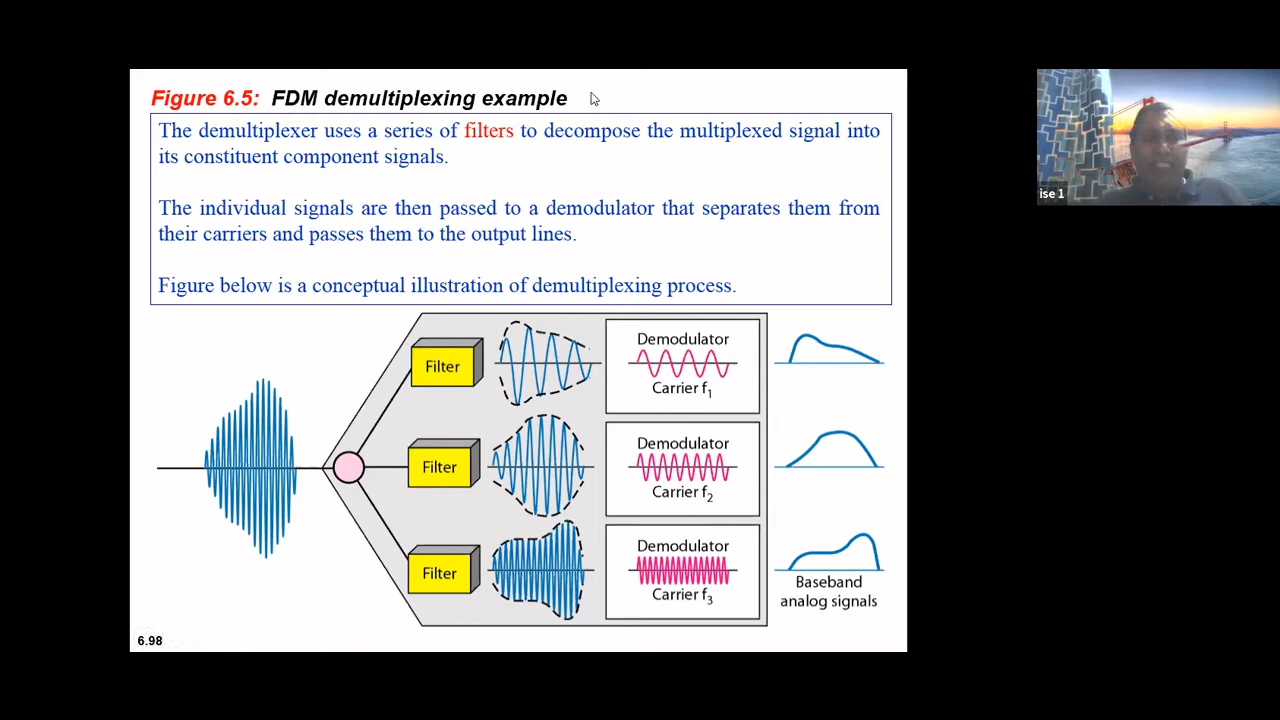 Figure 6.5: FDM demultiplexing example
The demultiplexer uses a series of filters to decompose the multiplexed signal into
its constituent component signals.
The individual signals are then passed to a demodulator that separates them from
their carriers and passes them to the output lines.
Figure below is a conceptual illustration of demultiplexing process.
Filter
Demodulator
Carrier f1
Filter
Demodulator
Carrier f2
Filter
Demodulator
Carrier f3
Baseband
analog signals
6.98
ise 1